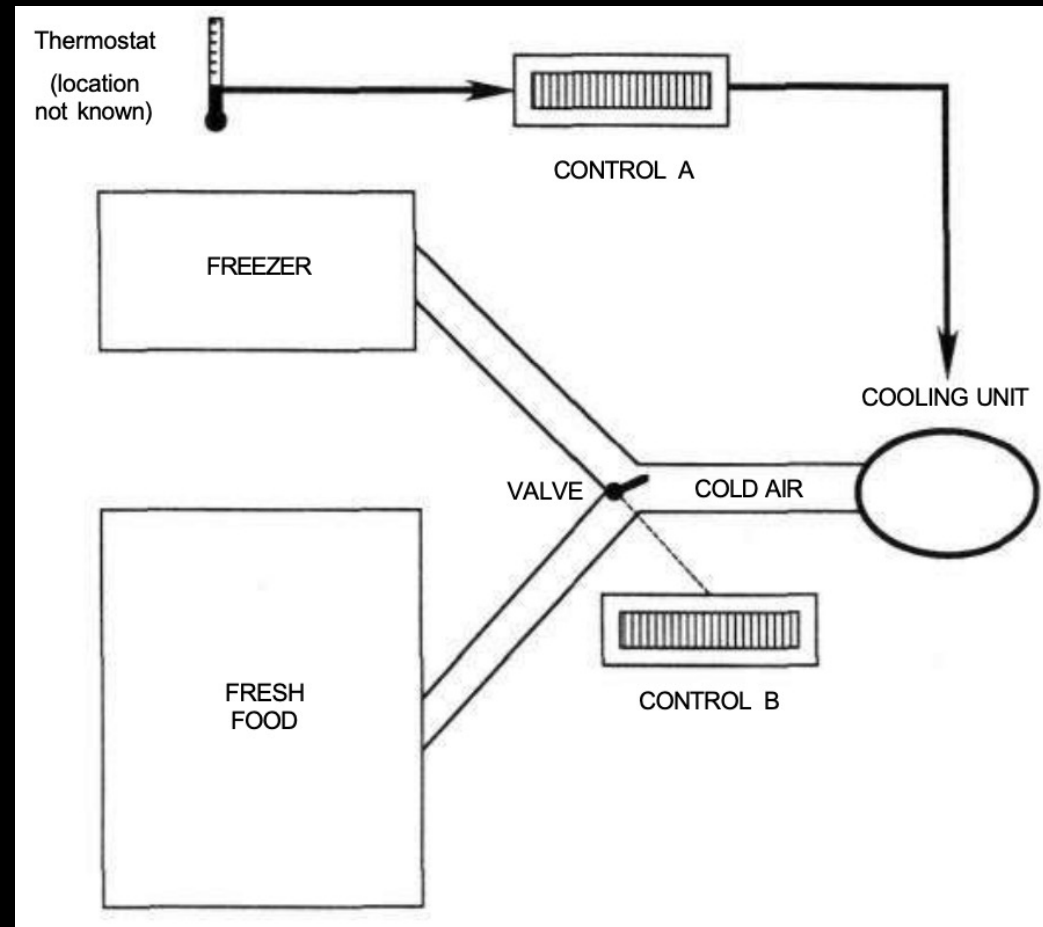 Thermostat
(location
not known)
CONTROL A
FREEZER
COOLING UNIT
VALVE
COLD AIR
FRESH
FOOD
CONTROL B